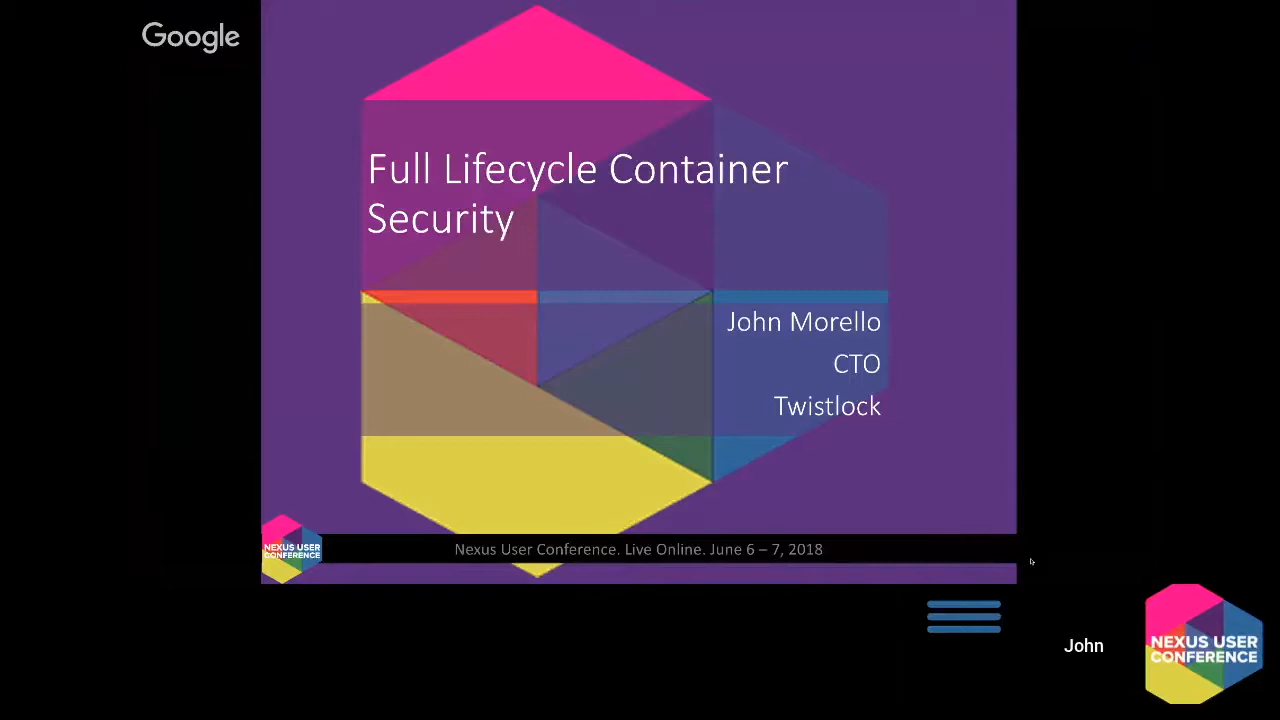 Google
Full Lifecycle Container
Security
John Morello
CTO
Twistlock
NEXUS USER
CONFERENCE
Nexus User Conference. Live Online. June 6 – 7, 2018
John
NEXUS USER
CONFERENCE